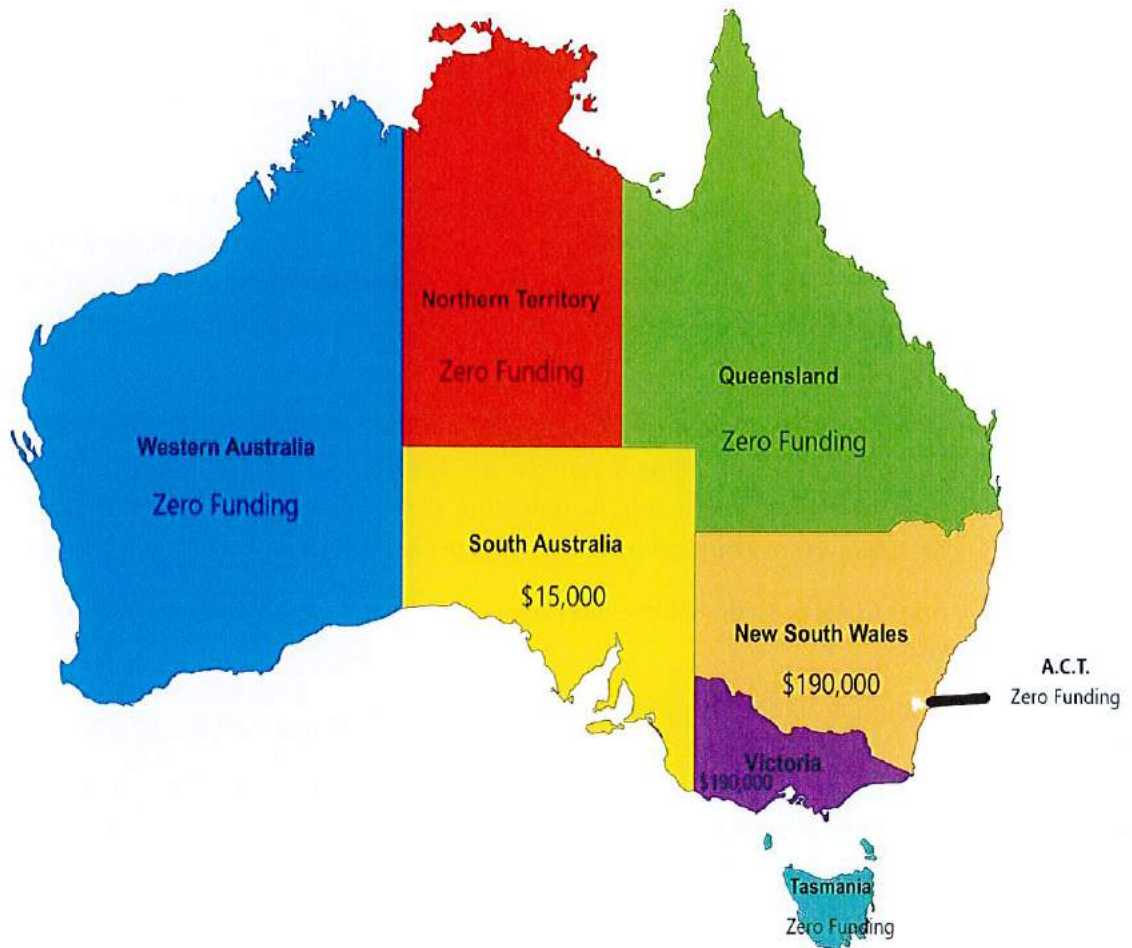 Northern Territory
Zero Funding
Queensland
Zero Funding
Western Australia
Zero Funding
South Australia
$15,000
New South Wales
$190,000
A.C.T.
Zero Funding
Victoria
$190,000
Tasmania
Zero Funding